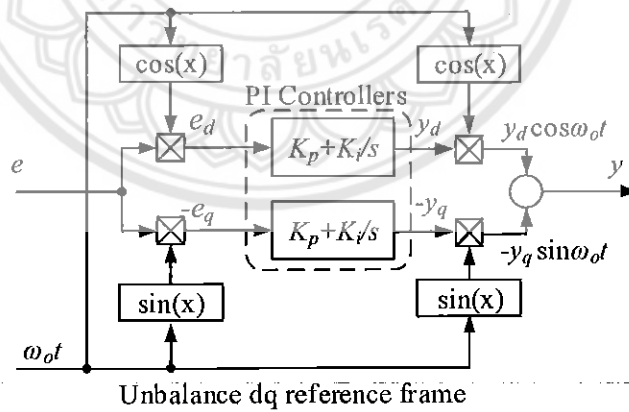 cos(x)
cos(x)
PI Controllers
e_d
K_p+K_i/s
y_d
y_d cosω_o t
e
y
-e_q
K_p+K_i/s
-y_q
-y_q sinω_o t
sin(x)
sin(x)
ω_o t
Unbalance dq reference frame